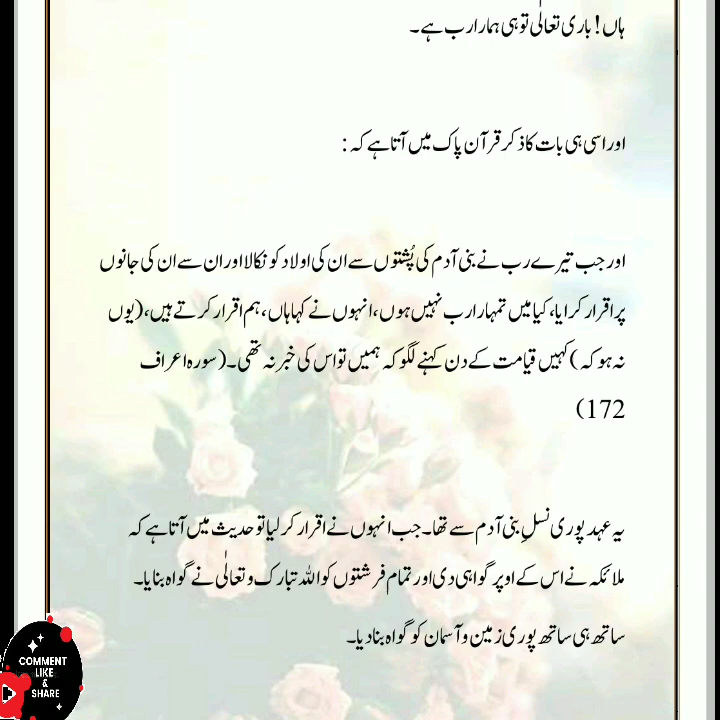 ہاں! باری تعالٰی تو ہی ہمارا رب ہے۔
اور اسی ہی بات کا ذکر قرآن پاک میں آتا ہے کہ :
اور جب تیرے رب نے بنی آدم کی پُشتوں سے ان کی اولاد کو نکالا اور ان سے ان کی جانوں
پر اقرار کرایا، کیا میں تمہارا رب نہیں ہوں، انہوں نے کہا ہاں، ہم اقرار کرتے ہیں، (یوں
نہ ہو کہ) کہیں قیامت کے دن کہنے لگو کہ ہمیں تو اس کی خبر نہ تھی۔ (سورہ اعراف
172)
یہ عہد پوری نسلِ بنی آدم سے تھا۔ جب انہوں نے اقرار کر لیا تو حدیث میں آتا ہے کہ
ملائکہ نے اس کے اوپر گواہی دی اور تمام فرشتوں کو اللہ تبارک و تعالٰی نے گواہ بنایا۔
ساتھ ہی ساتھ پوری زمین و آسمان کو گواہ بنا دیا۔
COMMENT
LIKE
&
SHARE